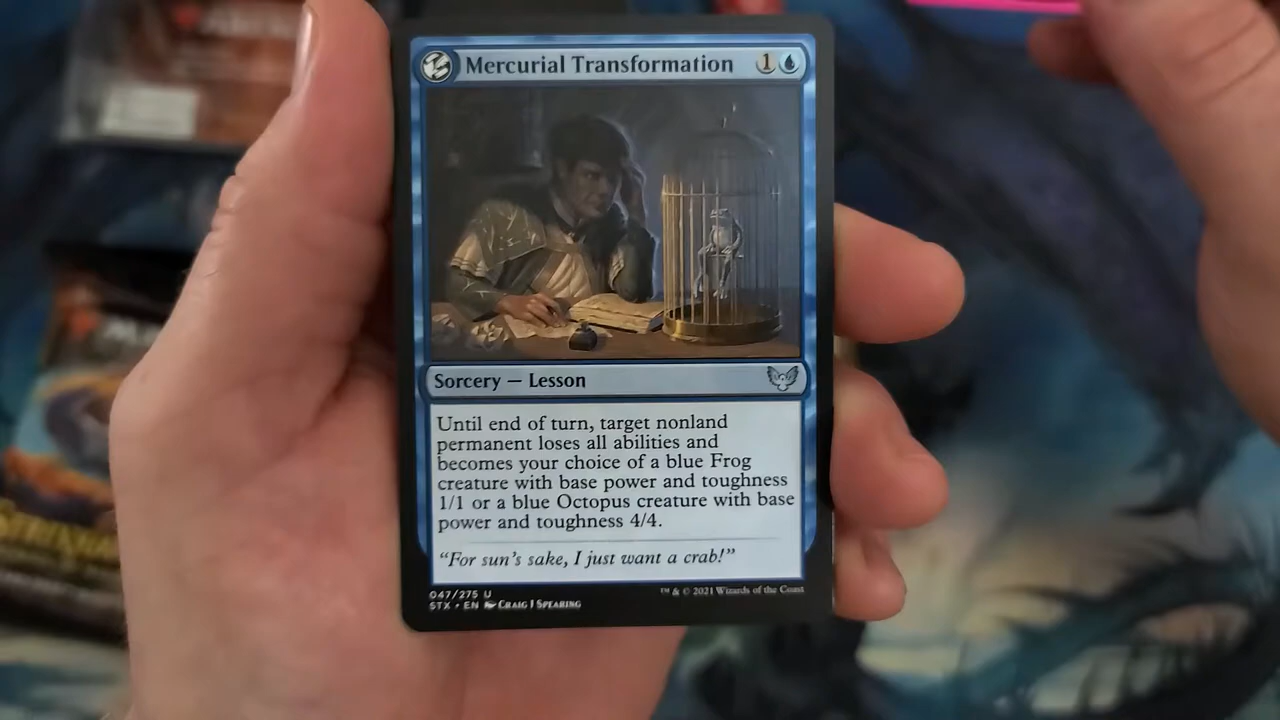 Mercurial Transformation 1
Sorcery — Lesson
Until end of turn, target nonland
permanent loses all abilities and
becomes your choice of a blue Frog
creature with base power and toughness
1/1 or a blue Octopus creature with base
power and toughness 4/4.
“For sun’s sake, I just want a crab!”
047/275 U
STX • EN Craig J Spearing
™ & © 2021 Wizards of the Coast